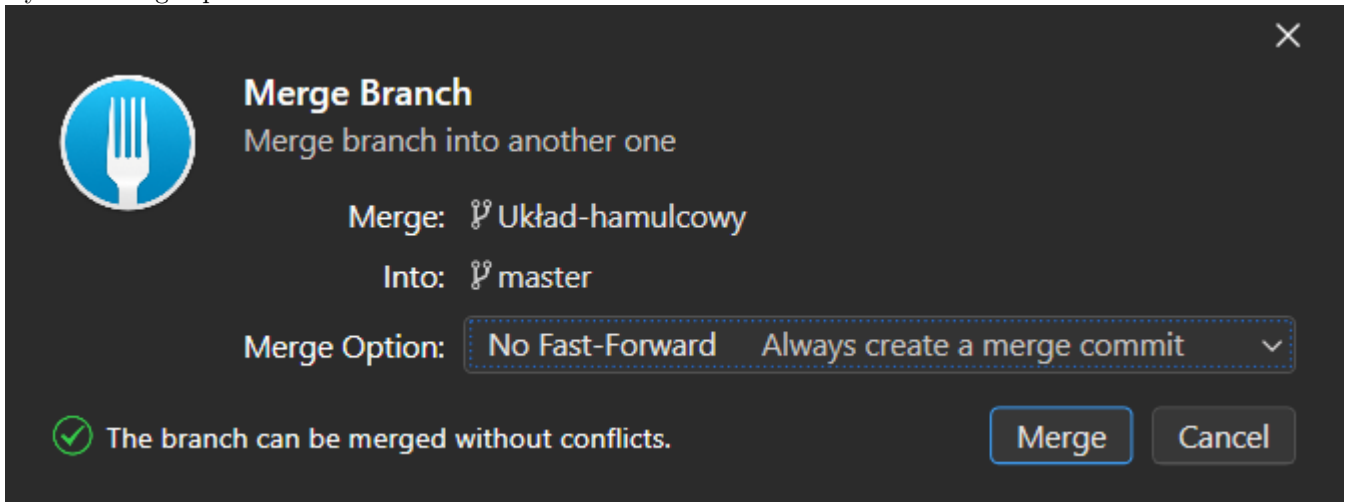 Merge Branch
Merge branch into another one
Merge: Układ-hamulcowy
Into: master
Merge Option: No Fast-Forward Always create a merge commit
The branch can be merged without conflicts.
Merge Cancel